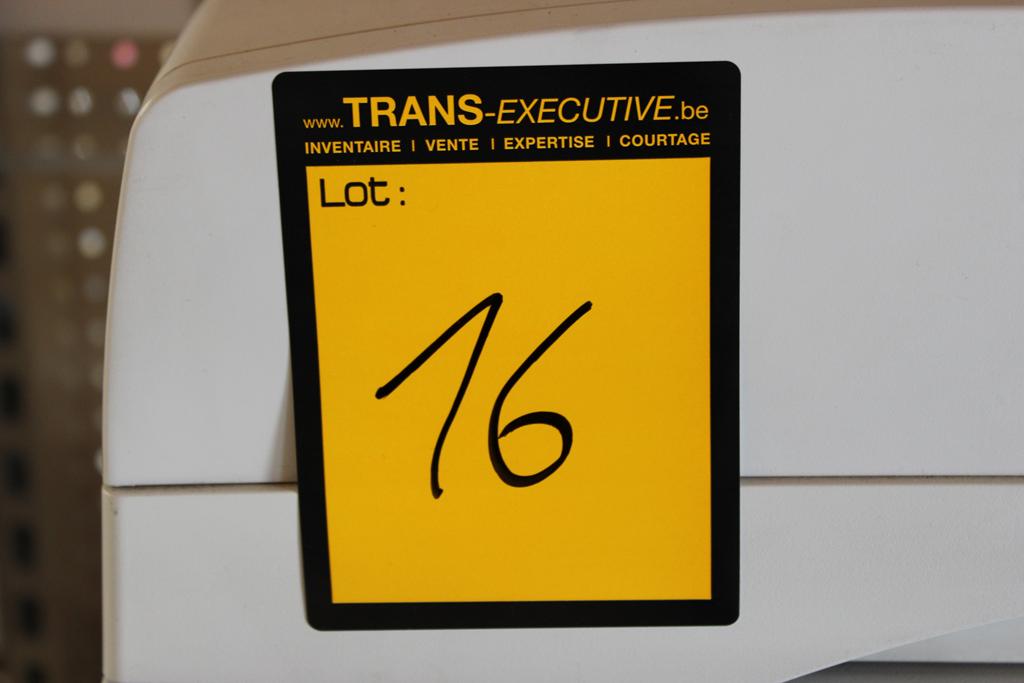 www.TRANS-EXECUTIVE.be
INVENTAIRE | VENTE | EXPERTISE | COURTAGE
Lot:
16